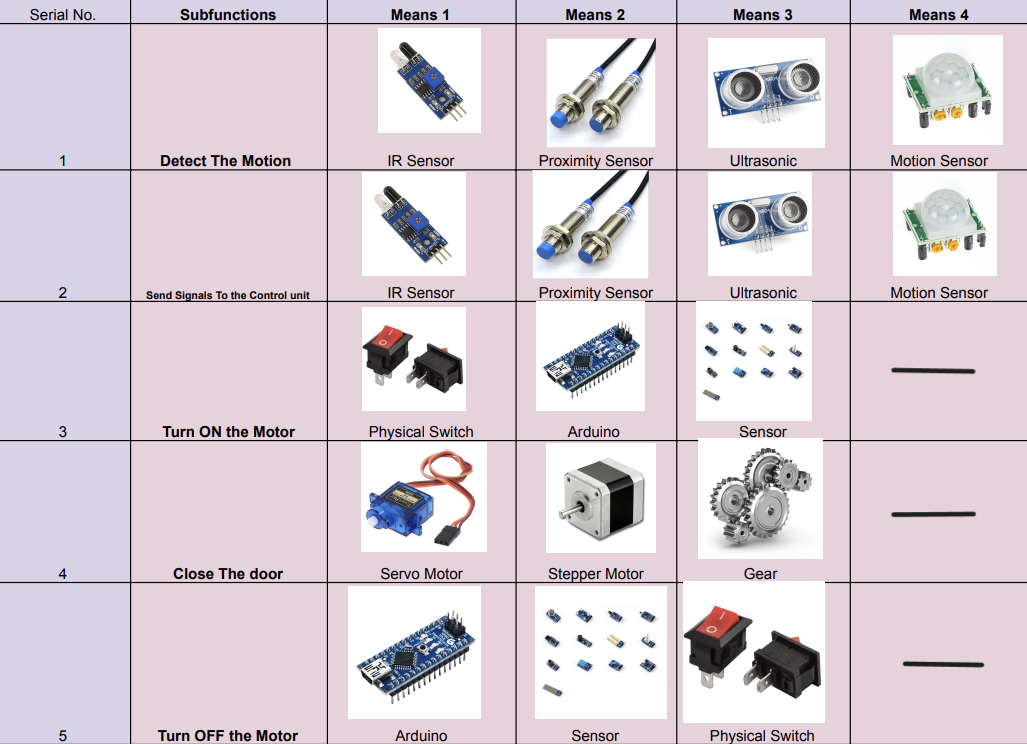 Serial No. Subfunctions Means 1 Means 2 Means 3 Means 4
1 Detect The Motion IR Sensor Proximity Sensor Ultrasonic Motion Sensor
2 Send Signals To the Control unit IR Sensor Proximity Sensor Ultrasonic Motion Sensor
3 Turn ON the Motor Physical Switch Arduino Sensor
4 Close The door Servo Motor Stepper Motor Gear
5 Turn OFF the Motor Arduino Sensor Physical Switch